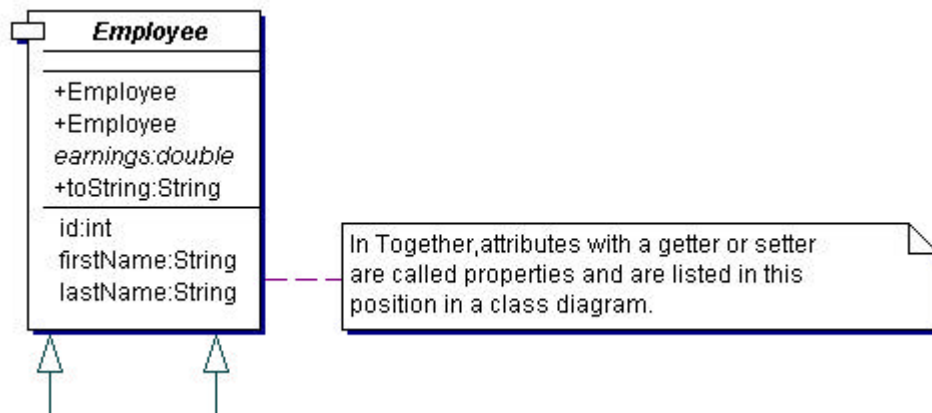 Employee
+Employee
+Employee
earnings:double
+toString:String
id:int
firstName:String
lastName:String
In Together,attributes with a getter or setter
are called properties and are listed in this
position in a class diagram.